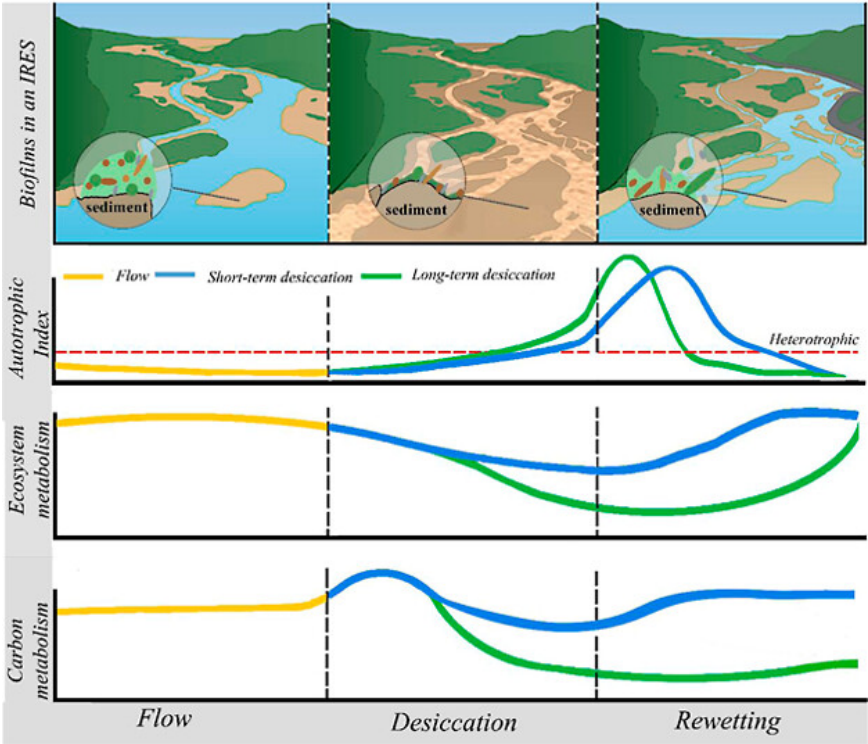 Biofilms in an IRES
sediment
sediment
sediment
Flow
Short-term desiccation
Long-term desiccation
Autotrophic
Index
Heterotrophic
Ecosystem
metabolism
Carbon
metabolism
Flow
Desiccation
Rewetting